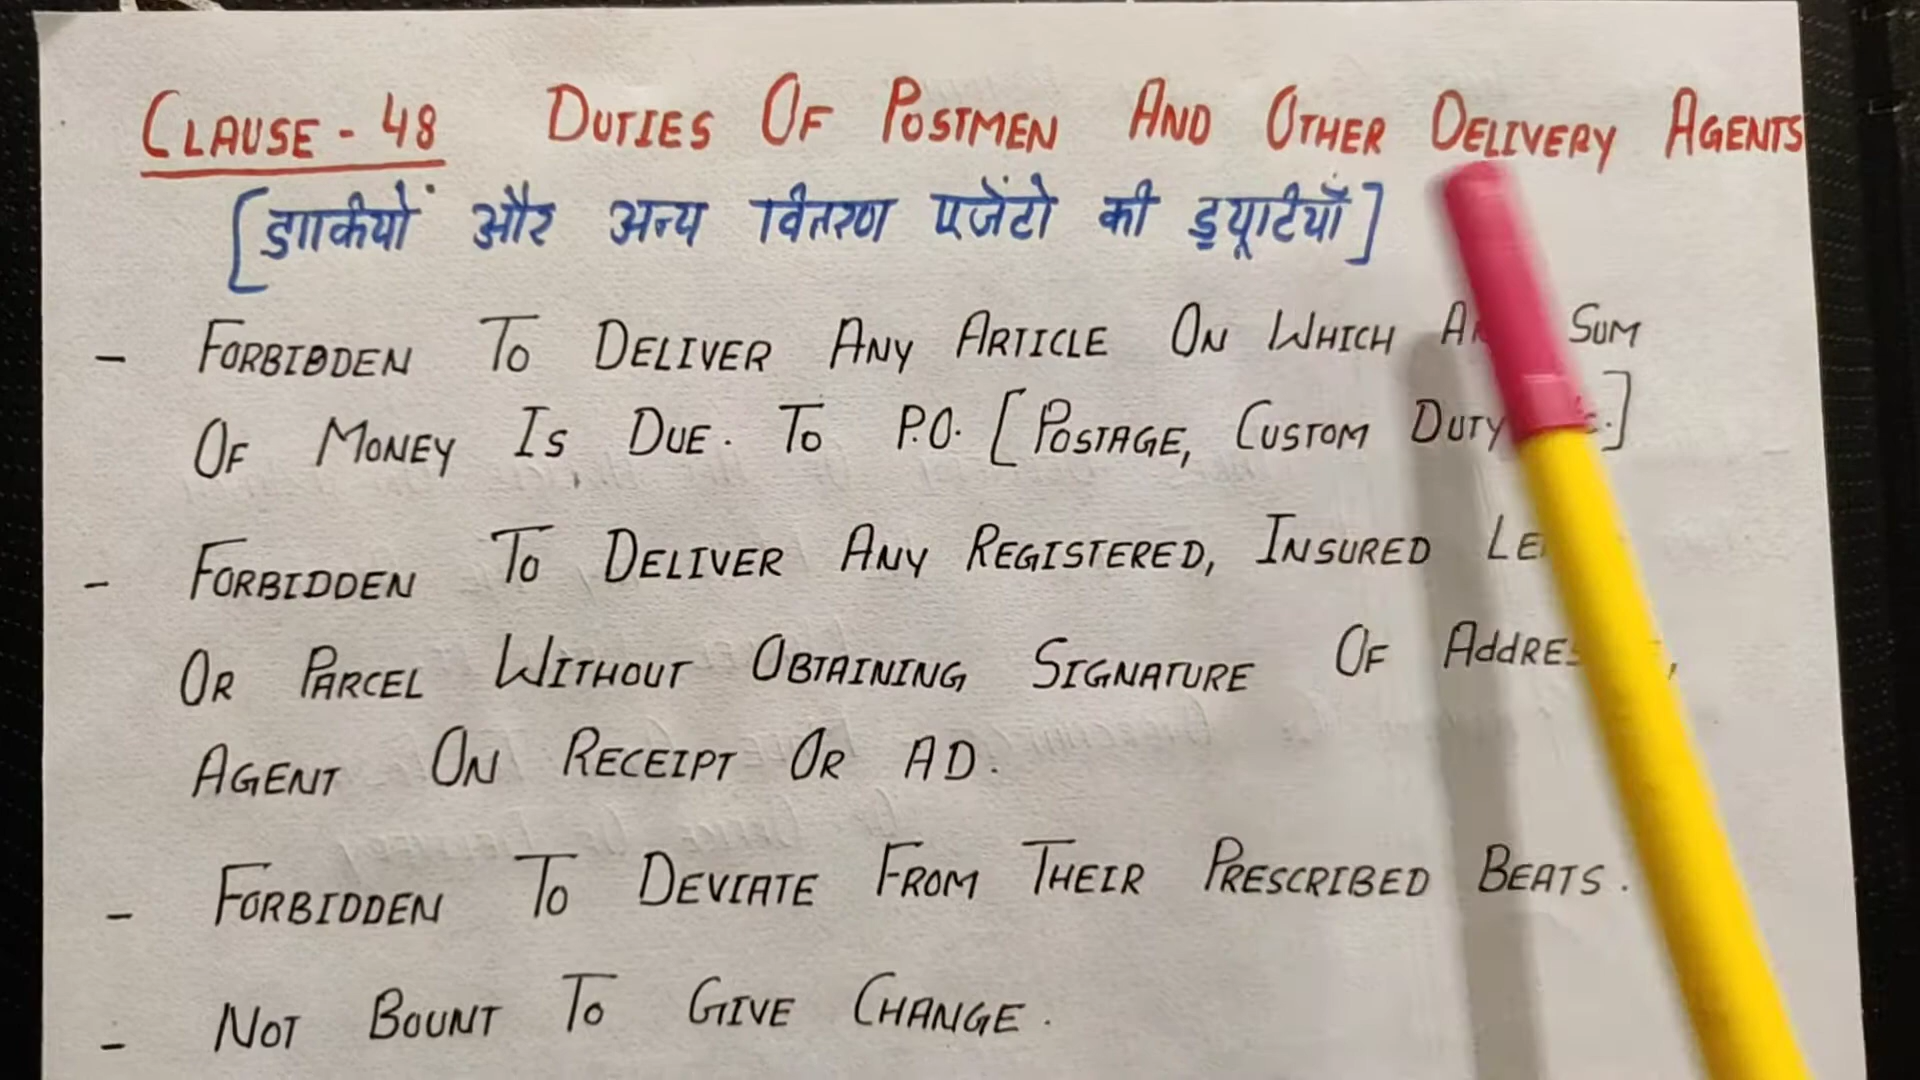 CLAUSE - 48 DUTIES OF POSTMEN AND OTHER DELIVERY AGENTS
[डाकीयों और अन्य वितरण एजेंटो की ड्यूटीयाँ]
- FORBIDDEN TO DELIVER ANY ARTICLE ON WHICH SUM
OF MONEY IS DUE. TO P.O. [POSTAGE, CUSTOM DUTY ]
- FORBIDDEN TO DELIVER ANY REGISTERED, INSURED
OR PARCEL WITHOUT OBTAINING SIGNATURE OF
AGENT ON RECEIPT OR AD.
- FORBIDDEN TO DEVIATE FROM THEIR PRESCRIBED BEATS.
- NOT BOUNT TO GIVE CHANGE.